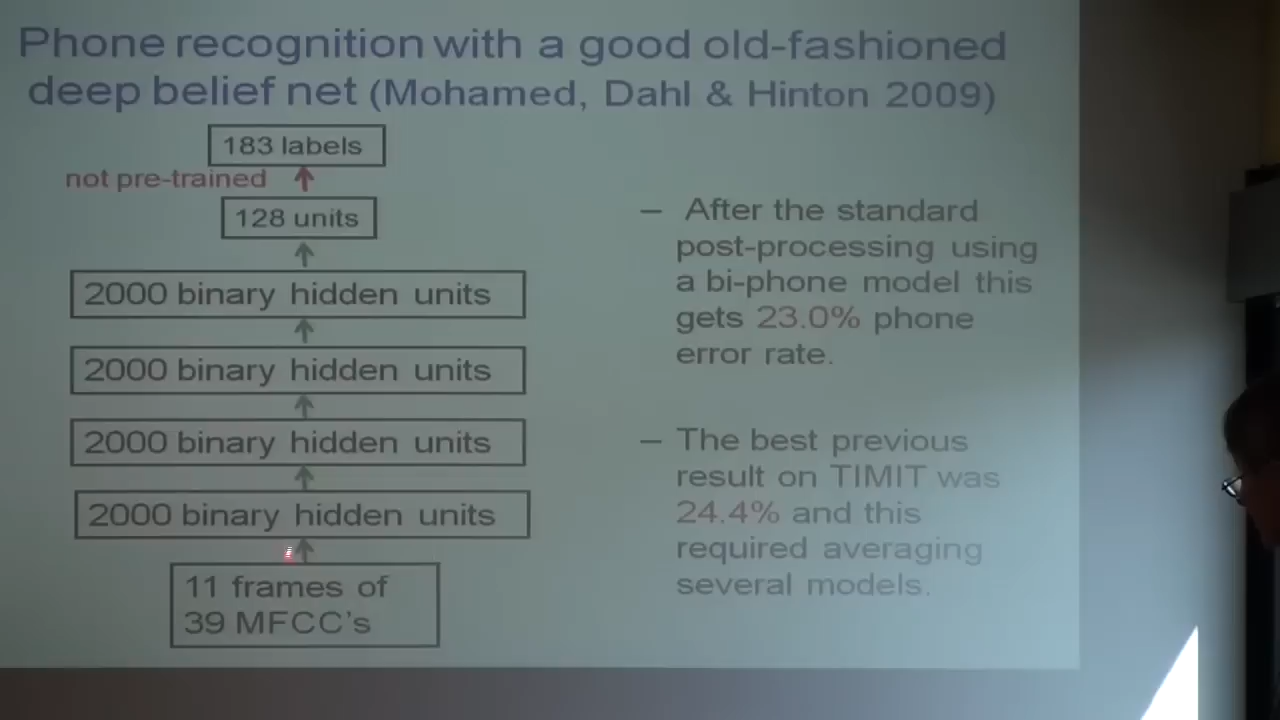 Phone recognition with a good old-fashioned
deep belief net (Mohamed, Dahl & Hinton 2009)
183 labels
not pre-trained
128 units
2000 binary hidden units
2000 binary hidden units
2000 binary hidden units
2000 binary hidden units
11 frames of
39 MFCC's
– After the standard
post-processing using
a bi-phone model this
gets 23.0% phone
error rate.
– The best previous
result on TIMIT was
24.4% and this
required averaging
several models.